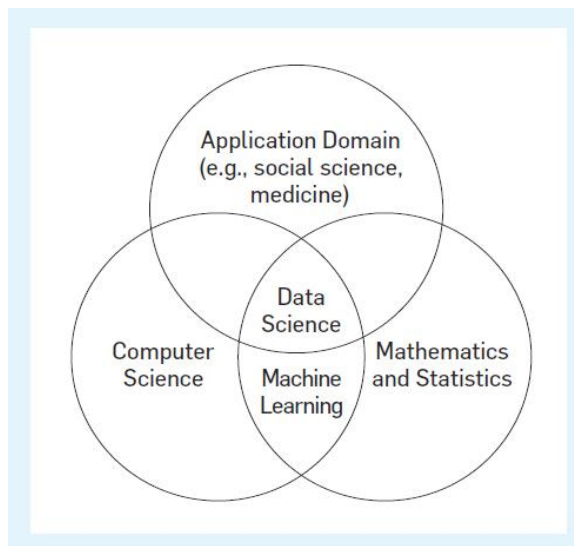 Application Domain
(e.g., social science,
medicine)
Data
Science
Computer
Science
Mathematics
and Statistics
Machine
Learning